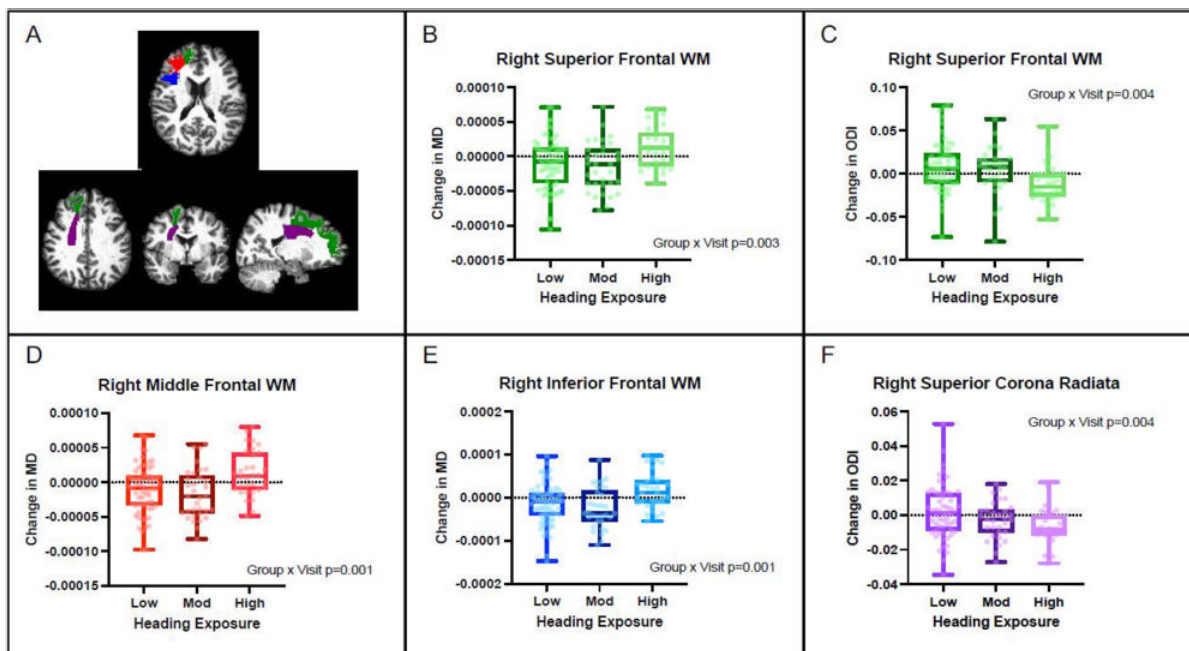 A
B
Right Superior Frontal WM
0.00010
0.00005
0.00000
-0.00005
-0.00010
-0.00015
Change in MD
Group x Visit p=0.003
Low Mod High
Heading Exposure
C
Right Superior Frontal WM
Group x Visit p=0.004
0.10
0.05
0.00
-0.05
-0.10
Change in ODI
Low Mod High
Heading Exposure
D
Right Middle Frontal WM
0.00010
0.00005
0.00000
-0.00005
-0.00010
-0.00015
Change in MD
Group x Visit p=0.001
Low Mod High
Heading Exposure
E
Right Inferior Frontal WM
0.0002
0.0001
0.0000
-0.0001
-0.0002
Change in MD
Group x Visit p=0.001
Low Mod High
Heading Exposure
F
Right Superior Corona Radiata
Group x Visit p=0.004
0.06
0.04
0.02
0.00
-0.02
-0.04
Change in ODI
Low Mod High
Heading Exposure